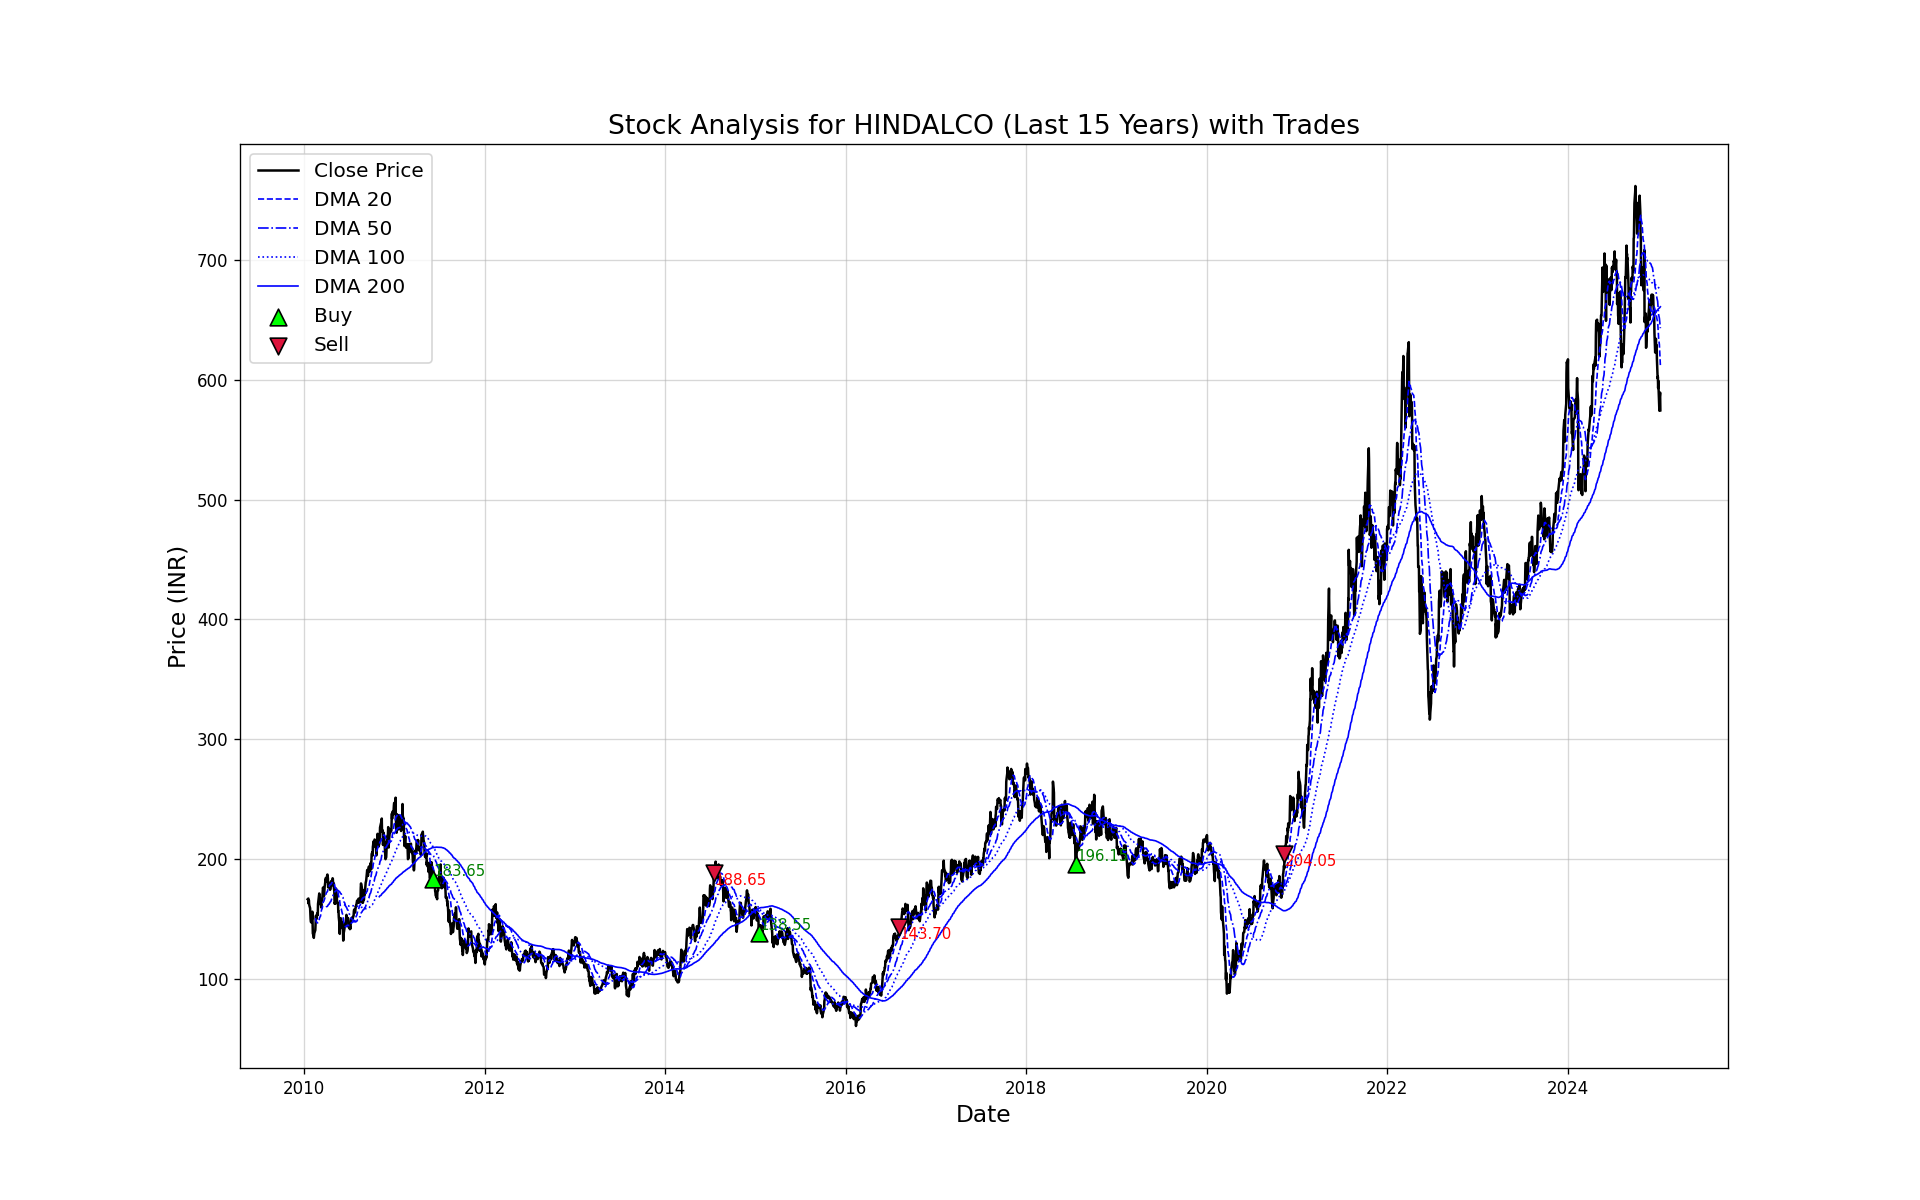 Stock Analysis for HINDALCO (Last 15 Years) with Trades
Close Price
DMA 20
DMA 50
DMA 100
DMA 200
Buy
Sell
700
600
500
400
300
200
100
Price (INR)
183.65
188.65
138.55
143.70
196.15
204.05
2010
2012
2014
2016
2018
2020
2022
2024
Date